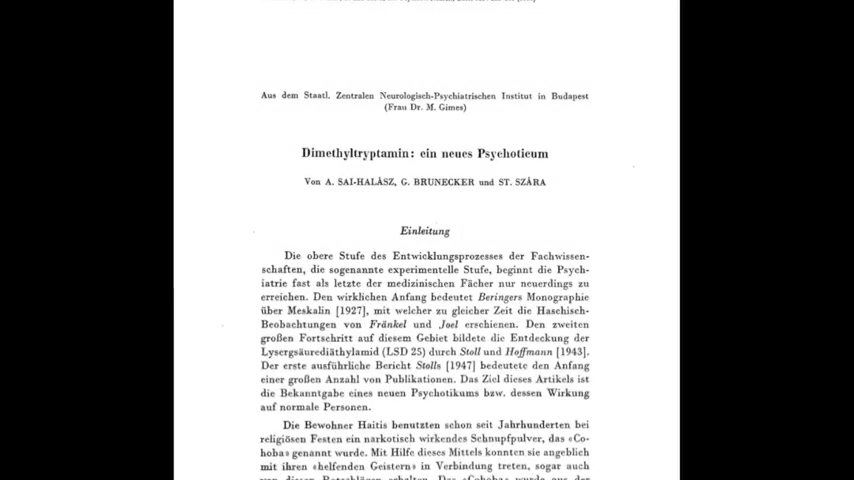 Aus dem Staatl. Zentralen Neurologisch-Psychiatrischen Institut in Budapest
(Frau Dr. M. Gimes)
Dimethyltryptamin: ein neues Psychoticum
Von A. SAI-HALÁSZ, G. BRUNECKER und ST. SZÁRA
Einleitung
Die obere Stufe des Entwicklungsprozesses der Fachwissen-
schaften, die sogenannte experimentelle Stufe, beginnt die Psych-
iatrie fast als letzte der medizinischen Fächer nur neuerdings zu
erreichen. Den wirklichen Anfang bedeutet Beringers Monographie
über Meskalin [1927], mit welcher zu gleicher Zeit die Haschisch-
Beobachtungen von Fränkel und Joel erschienen. Den zweiten
großen Fortschritt auf diesem Gebiet bildete die Entdeckung der
Lysergsäurediäthylamid (LSD 25) durch Stoll und Hoffmann [1943].
Der erste ausführliche Bericht Stolls [1947] bedeutete den Anfang
einer großen Anzahl von Publikationen. Das Ziel dieses Artikels ist
die Bekanntgabe eines neuen Psychotikums bzw. dessen Wirkung
auf normale Personen.
Die Bewohner Haitis benutzten schon seit Jahrhunderten bei
religiösen Festen ein narkotisch wirkendes Schnupfpulver, das «Co-
hoba» genannt wurde. Mit Hilfe dieses Mittels konnten sie angeblich
mit ihren «helfenden Geistern» in Verbindung treten, sogar auch